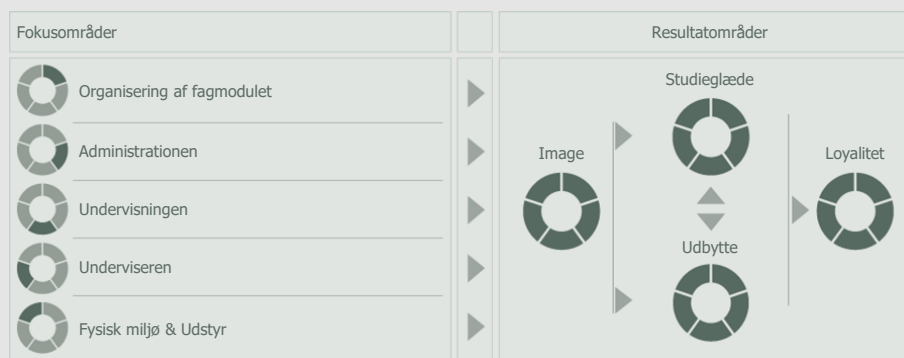 Fokusområder
Resultatområder
Organisering af fagmodulet
Administrationen
Undervisningen
Underviseren
Fysisk miljø & Udstyr
Studieglæde
Image
Loyalitet
Udbytte